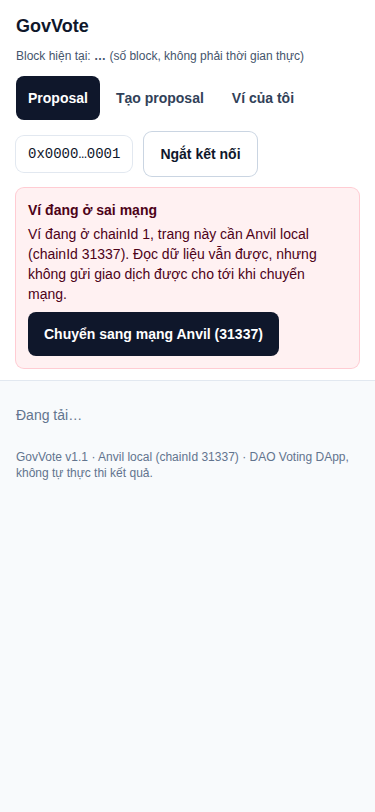 GovVote
Block hiện tại: … (số block, không phải thời gian thực)
Proposal
Tạo proposal
Ví của tôi
0x0000…0001
Ngắt kết nối
Ví đang ở sai mạng
Ví đang ở chainId 1, trang này cần Anvil local
(chainId 31337). Đọc dữ liệu vẫn được, nhưng
không gửi giao dịch được cho tới khi chuyển
mạng.
Chuyển sang mạng Anvil (31337)
Đang tải…
GovVote v1.1 · Anvil local (chainId 31337) · DAO Voting DApp,
không tự thực thi kết quả.